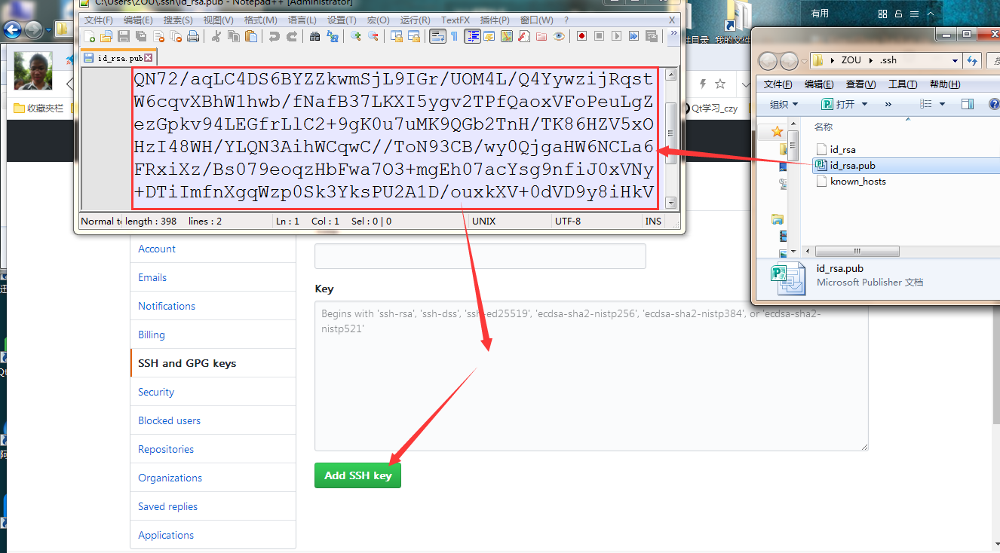 C:\Users\ZOU\.ssh\id_rsa.pub - Notepad++ [Administrator]
文件(F) 编辑(E) 搜索(S) 视图(V) 格式(M) 语言(L) 设置(T) 宏(O) 运行(R) TextFX 插件(P) 窗口(W) ? X
id_rsa.pub
QN72/aqLC4DS6BYZZkwmSjL9IGr/UOM4L/Q4YywzijRqst
W6cqvXBhW1hwb/fNafB37LKXI5ygv2TPfQaoxVFoPeuLgZ
ezGpkv94LEGfrLlC2+9gK0u7uMK9QGb2TnH/TK86HZV5xO
HzI48WH/YLQN3AihWCqwC//ToN93CB/wy0QjgaHW6NCLa6
FRxiXz/Bs079eoqzHbFwa7O3+mgEh07acYsg9nfiJ0xVNy
+DTiImfnXgqWzp0Sk3YksPU2A1D/ouxkXV+0dVD9y8iHkV
length : 398 lines : 2 Ln : 1 Col : 1 Sel : 0 | 0 UNIX UTF-8 INS
有用
我的文件
收藏夹栏
Qt学习_czy
ZOU .ssh
文件(F) 编辑(E) 查看(V) 工具(T) 帮助(H)
组织 打开 »
名称
id_rsa
id_rsa.pub
known_hosts
id_rsa.pub
Microsoft Publisher 文档
Account
Emails
Notifications
Billing
SSH and GPG keys
Security
Blocked users
Repositories
Organizations
Saved replies
Applications
Key
Begins with 'ssh-rsa', 'ssh-dss', 'ssh-ed25519', 'ecdsa-sha2-nistp256', 'ecdsa-sha2-nistp384', or 'ecdsa-sha2-
nistp521'
Add SSH key